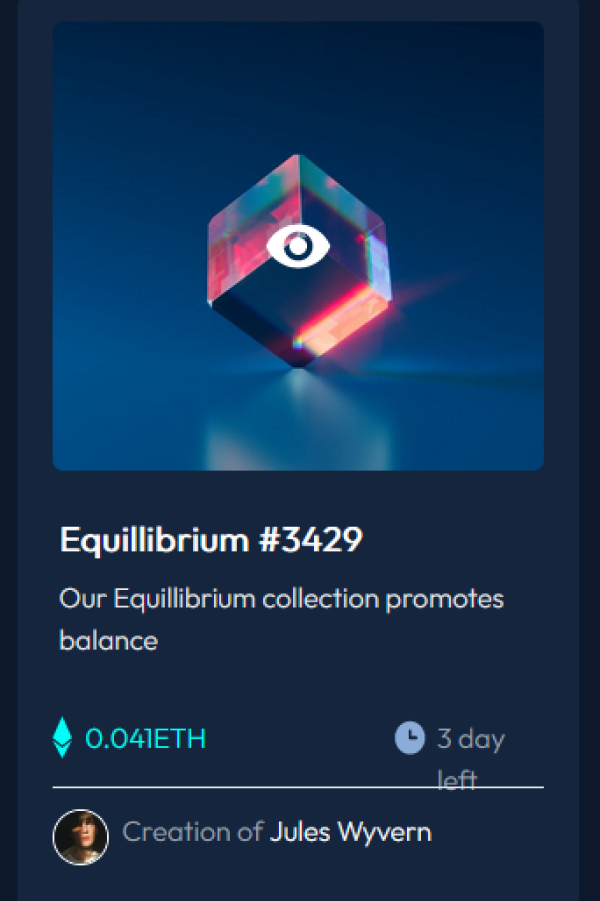 Equillibrium #3429
Our Equillibrium collection promotes
balance
0.041ETH
3 day
left
Creation of Jules Wyvern